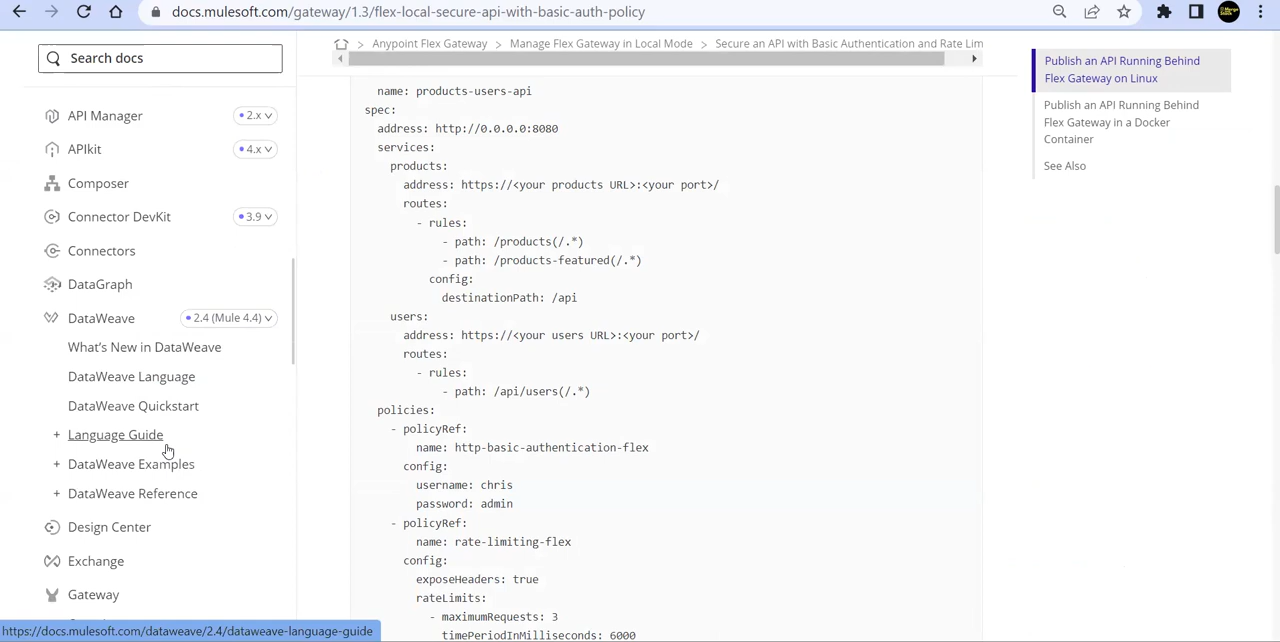 docs.mulesoft.com/gateway/1.3/flex-local-secure-api-with-basic-auth-policy
Search docs
API Manager 2.x
APIkit 4.x
Composer
Connector DevKit 3.9
Connectors
DataGraph
DataWeave 2.4 (Mule 4.4)
What's New in DataWeave
DataWeave Language
DataWeave Quickstart
+ Language Guide
+ DataWeave Examples
+ DataWeave Reference
Design Center
Exchange
Gateway
https://docs.mulesoft.com/dataweave/2.4/dataweave-language-guide
Anypoint Flex Gateway > Manage Flex Gateway in Local Mode > Secure an API with Basic Authentication and Rate Lim
name: products-users-api
spec:
address: http://0.0.0.0:8080
services:
products:
address: https://<your products URL>:<your port>/
routes:
- rules:
- path: /products(/.*)
- path: /products-featured(/.*)
config:
destinationPath: /api
users:
address: https://<your users URL>:<your port>/
routes:
- rules:
- path: /api/users(/.*)
policies:
- policyRef:
name: http-basic-authentication-flex
config:
username: chris
password: admin
- policyRef:
name: rate-limiting-flex
config:
exposeHeaders: true
rateLimits:
- maximumRequests: 3
timePeriodInMilliseconds: 6000
Publish an API Running Behind
Flex Gateway on Linux
Publish an API Running Behind
Flex Gateway in a Docker
Container
See Also